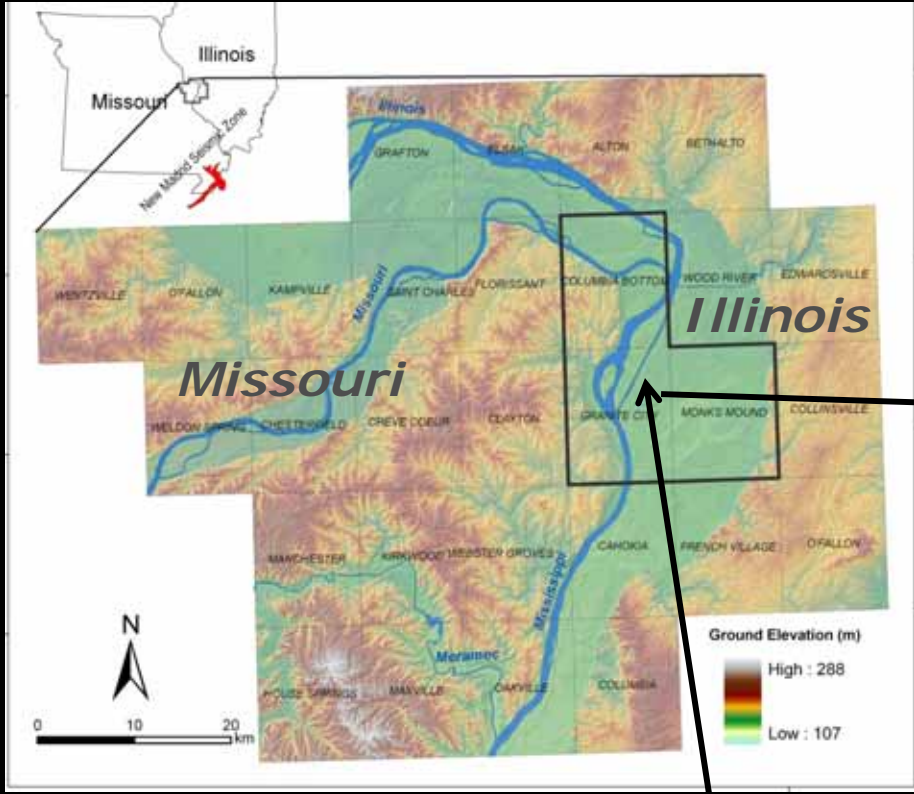 Illinois
Missouri
New Madrid Seismic Zone
Illinois
GRAFTON
ELSAH
ALTON
BETHALTO
WENTZVILLE
O'FALLON
KAMPVILLE
Missouri
SAINT CHARLES
FLORISSANT
COLUMBIA BOTTOM
WOOD RIVER
EDWARDSVILLE
Illinois
Missouri
WELDON SPRING
CHESTERFIELD
CREVE COEUR
CLAYTON
GRANITE CITY
MONKS MOUND
COLLINSVILLE
MANCHESTER
KIRKWOOD
WEBSTER GROVES
Mississippi
CAHOKIA
FRENCH VILLAGE
O'FALLON
Meramec
HOUSE SPRINGS
MAXVILLE
OAKVILLE
COLUMBIA
N
0 10 20
km
Ground Elevation (m)
High : 288
Low : 107